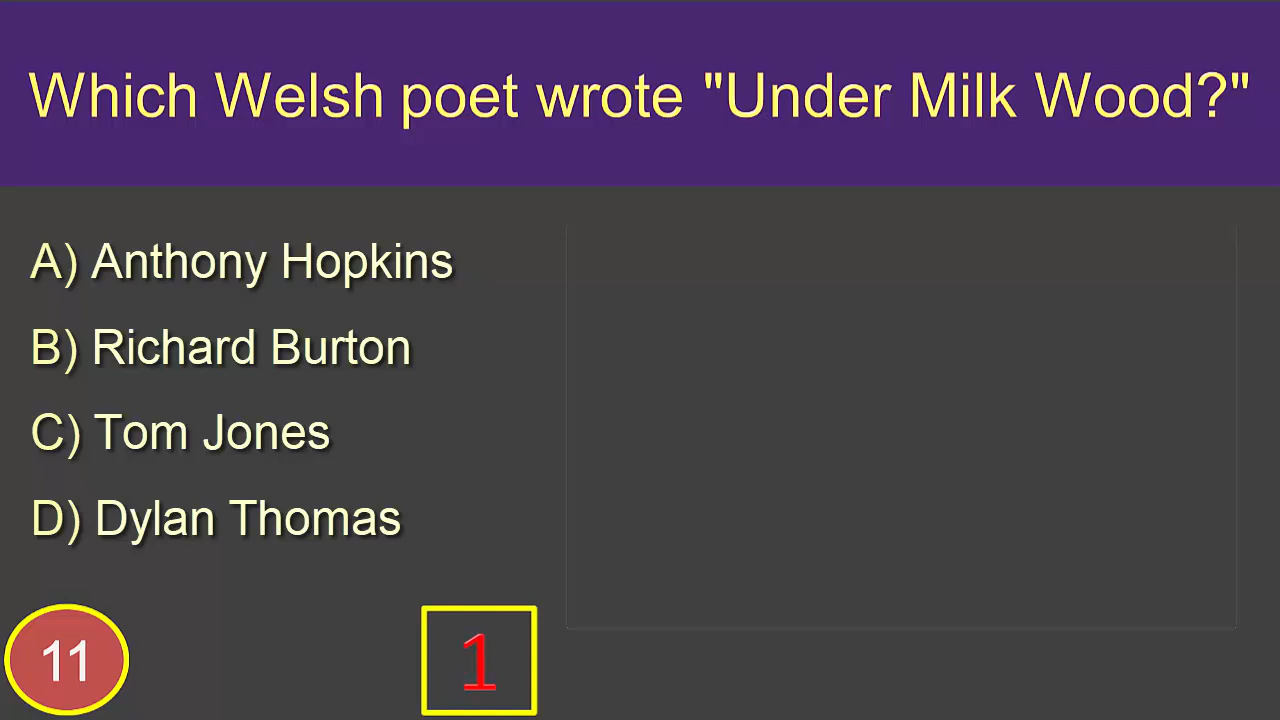 Which Welsh poet wrote "Under Milk Wood?"
A) Anthony Hopkins
B) Richard Burton
C) Tom Jones
D) Dylan Thomas
11
1